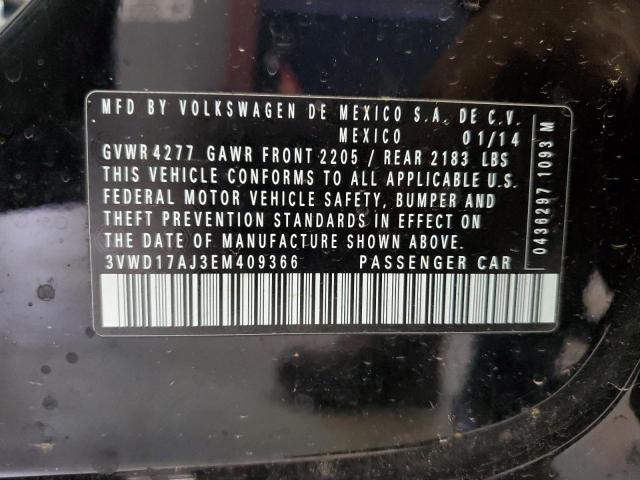 MFD BY VOLKSWAGEN DE MEXICO S.A. DE C.V.
MEXICO 01/14
GVWR 4277 GAWR FRONT 2205 / REAR 2183 LBS
THIS VEHICLE CONFORMS TO ALL APPLICABLE U.S.
FEDERAL MOTOR VEHICLE SAFETY, BUMPER AND
THEFT PREVENTION STANDARDS IN EFFECT ON
THE DATE OF MANUFACTURE SHOWN ABOVE.
3VWD17AJ3EM409366 PASSENGER CAR
0436297 1093 M